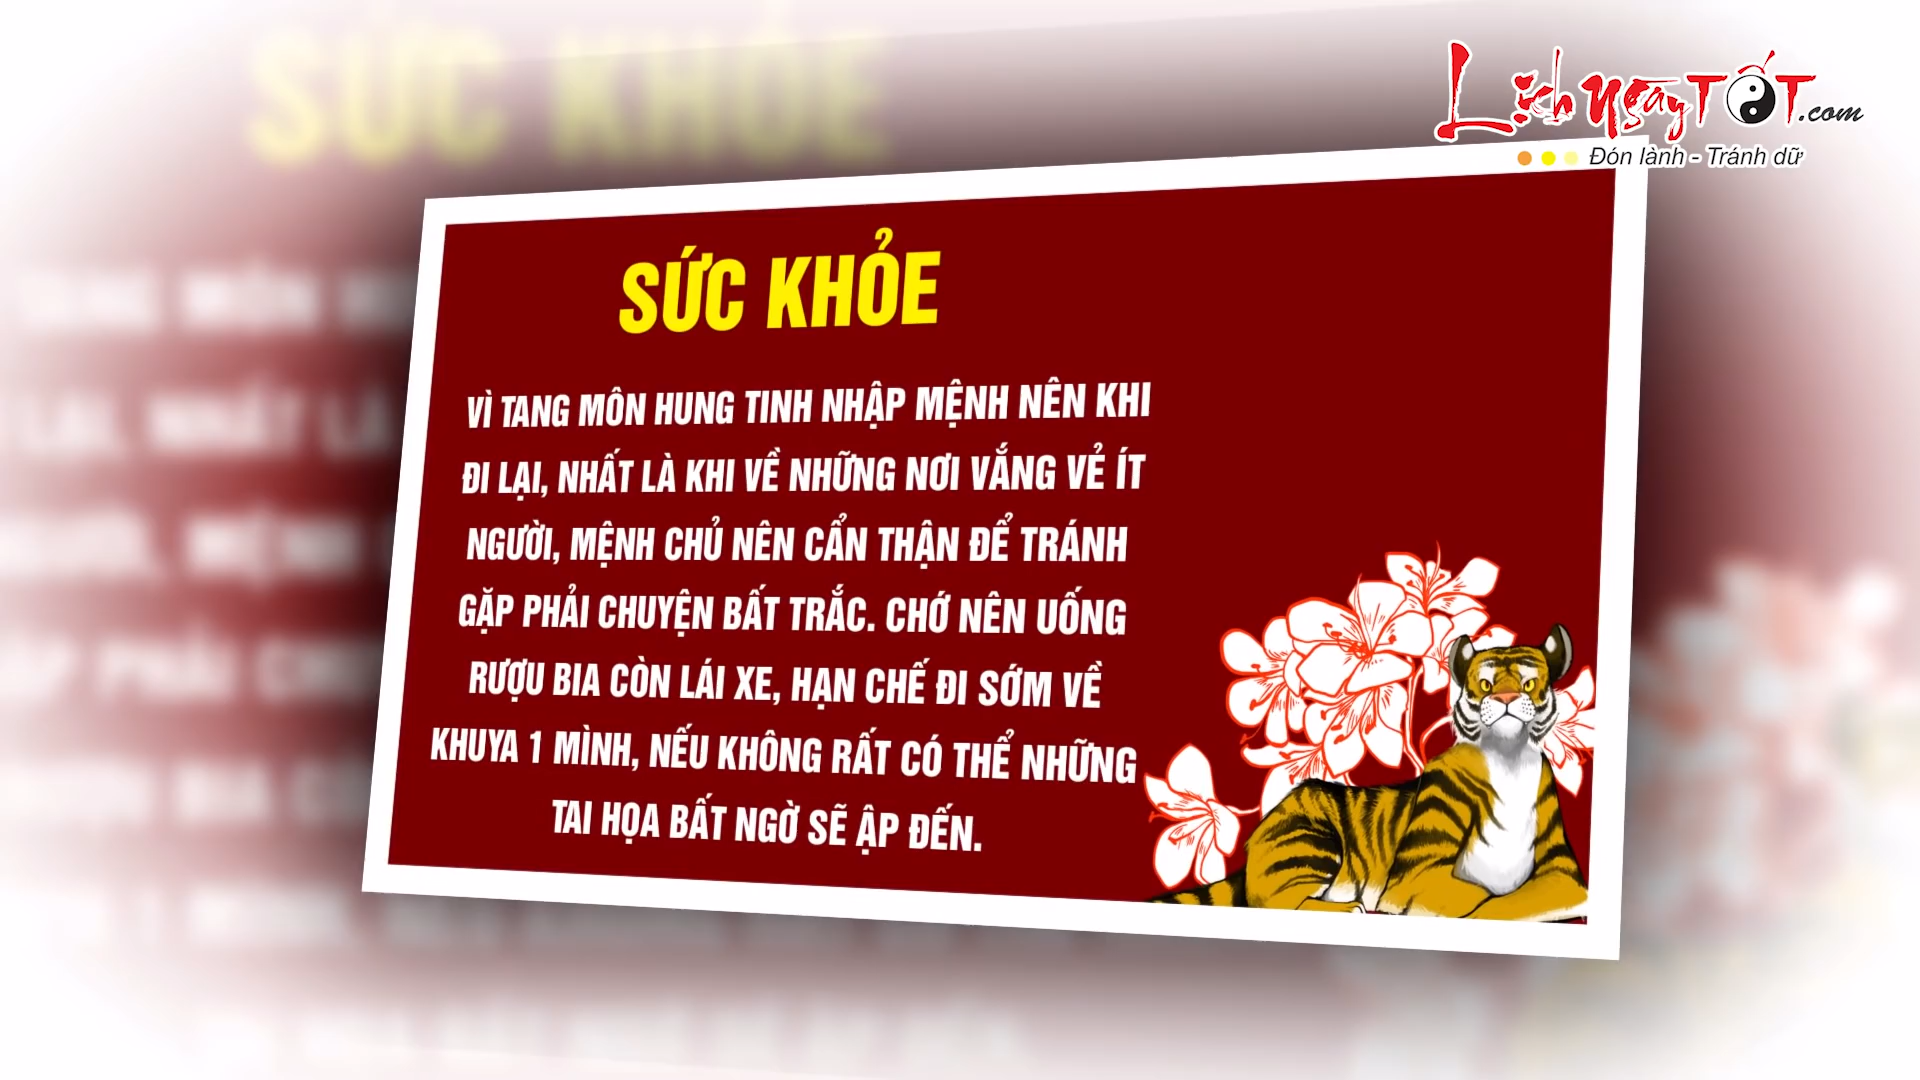 Lịch Ngày TỐT.com
Đón lành - Tránh dữ
SỨC KHỎE
VÌ TANG MÔN HUNG TINH NHẬP MỆNH NÊN KHI
ĐI LẠI, NHẤT LÀ KHI VỀ NHỮNG NƠI VẮNG VẺ ÍT
NGƯỜI, MỆNH CHỦ NÊN CẨN THẬN ĐỂ TRÁNH
GẶP PHẢI CHUYỆN BẤT TRẮC. CHỚ NÊN UỐNG
RƯỢU BIA CÒN LÁI XE, HẠN CHẾ ĐI SỚM VỀ
KHUYA 1 MÌNH, NẾU KHÔNG RẤT CÓ THỂ NHỮNG
TAI HỌA BẤT NGỜ SẼ ẬP ĐẾN.